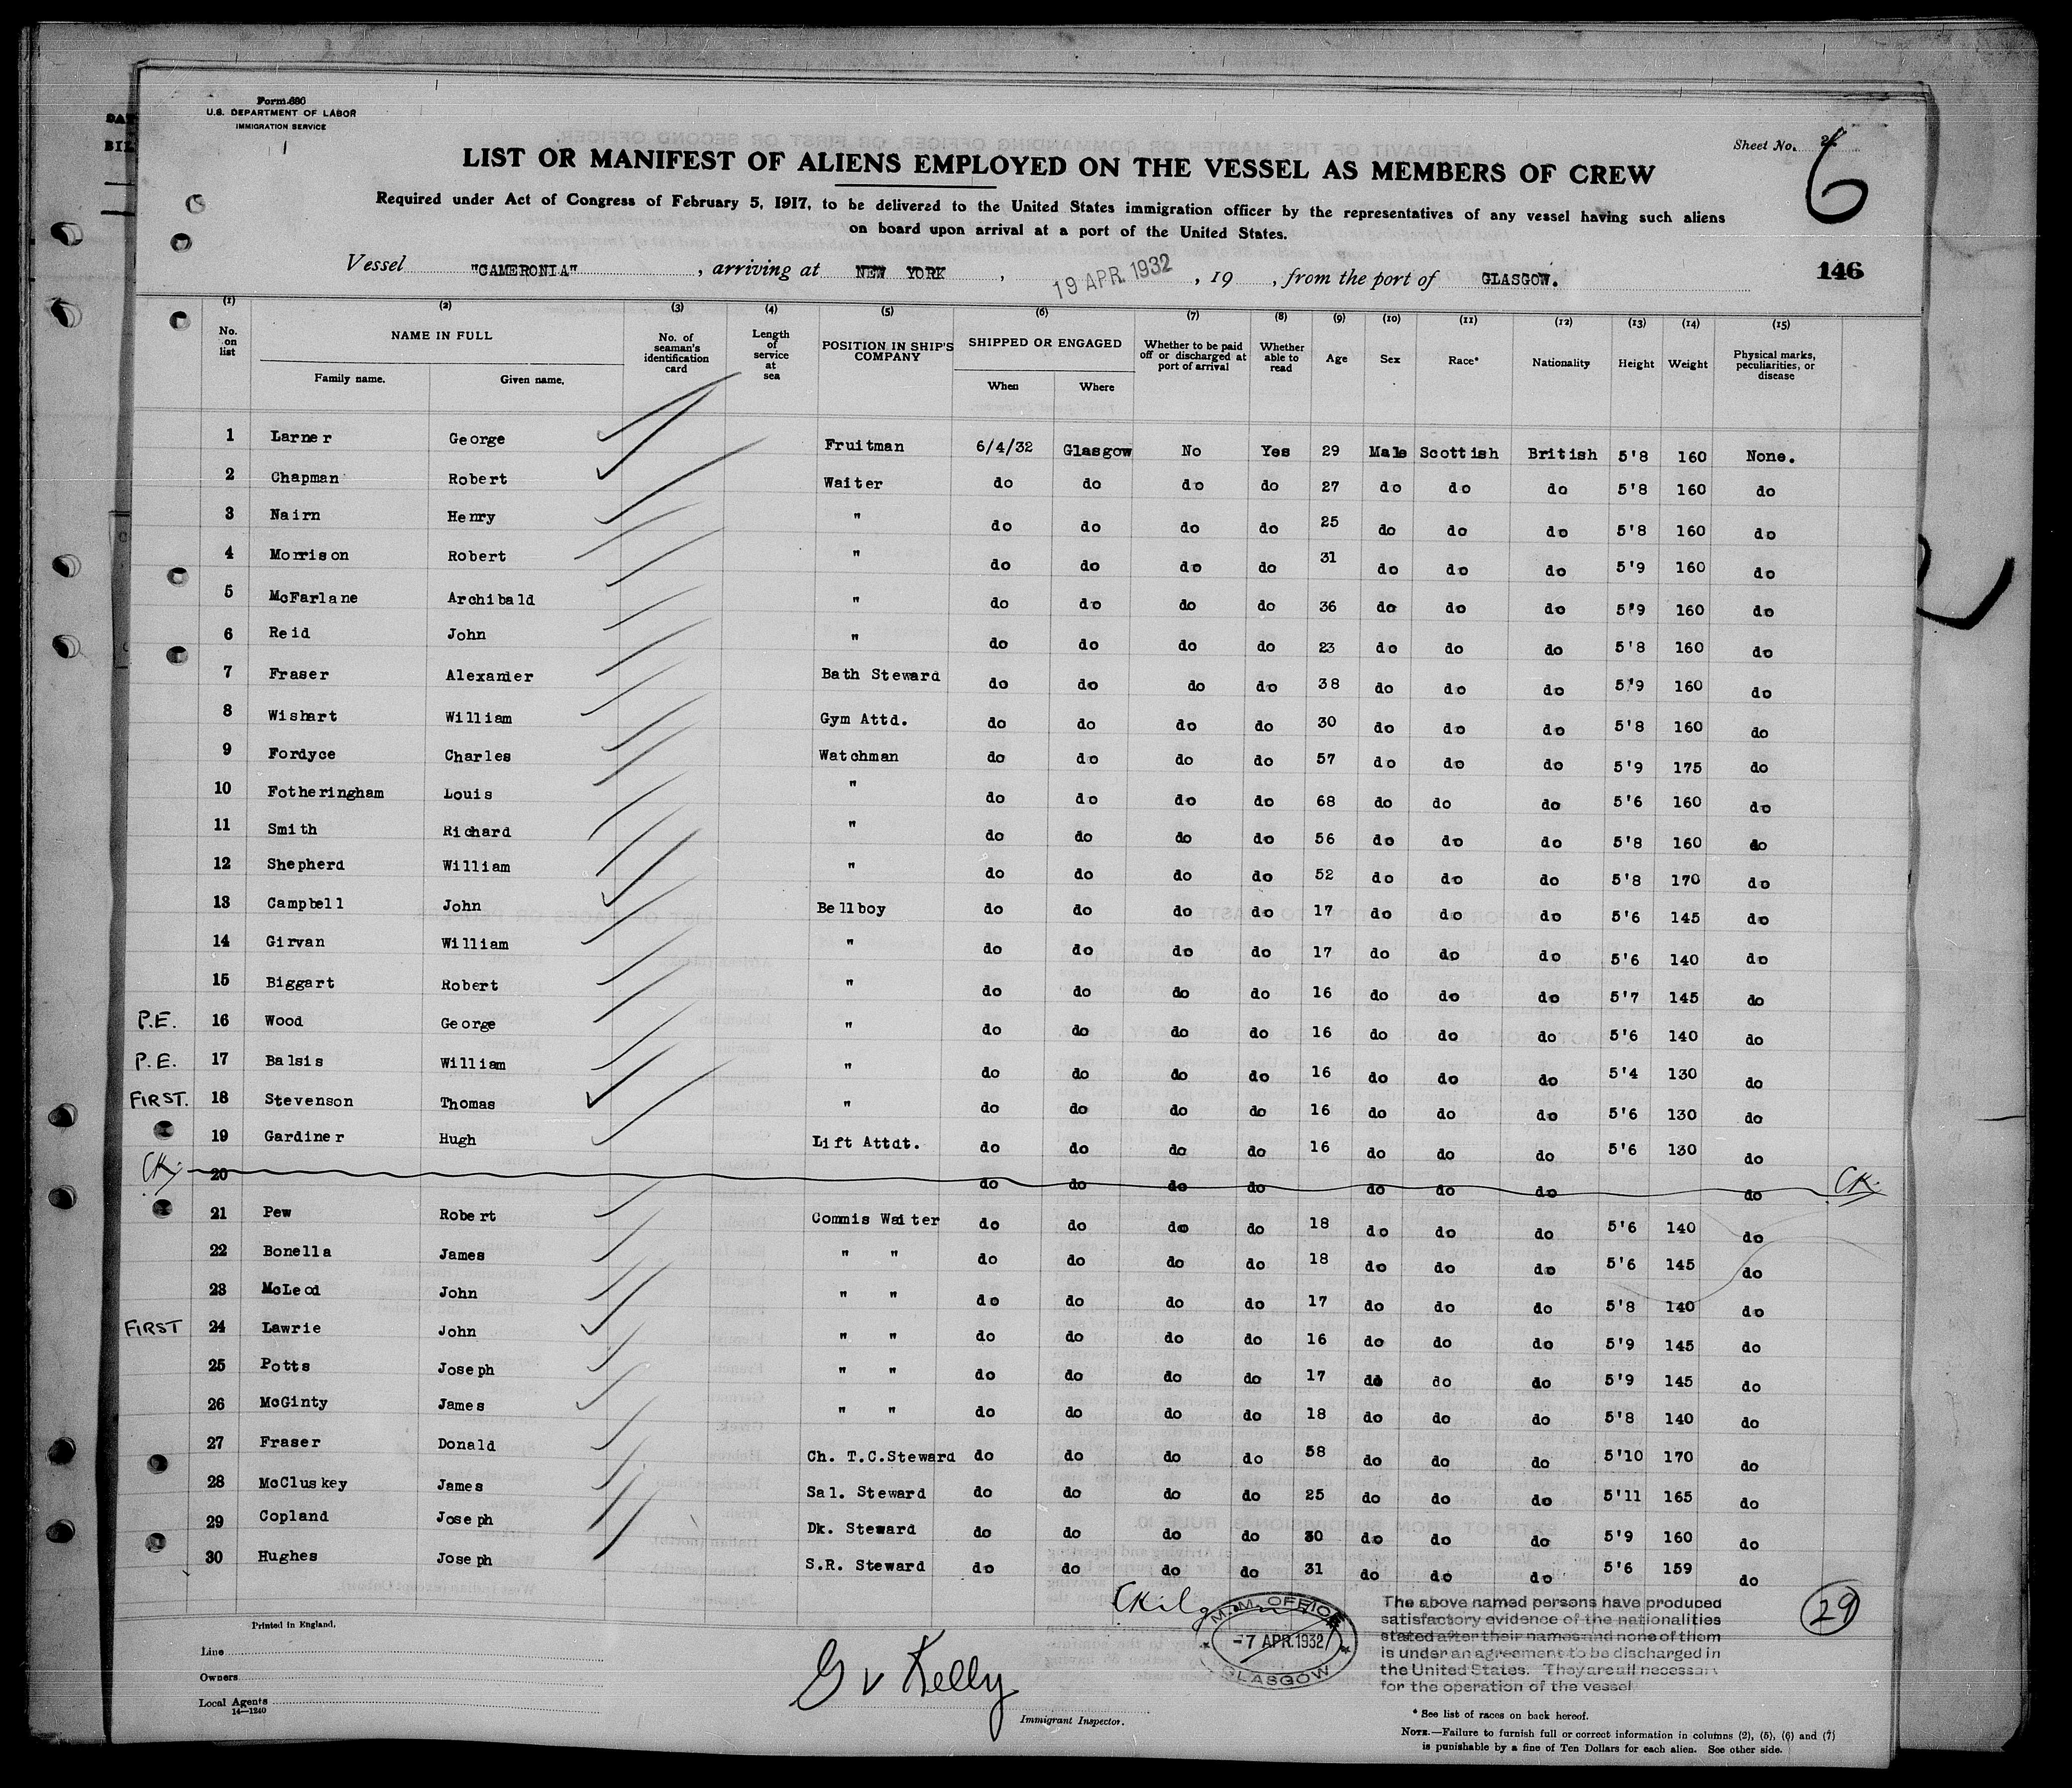 Form 680
U.S. DEPARTMENT OF LABOR
IMMIGRATION SERVICE
Sheet No.
6
LIST OR MANIFEST OF ALIENS EMPLOYED ON THE VESSEL AS MEMBERS OF CREW
Required under Act of Congress of February 5, 1917, to be delivered to the United States immigration officer by the representatives of any vessel having such aliens
on board upon arrival at a port of the United States.
Vessel "CAMERONIA", arriving at NEW YORK, 19 APR. 1932, 19 , from the port of GLASGOW.
146
(1) (2) (3) (4) (5) (6) (7) (8) (9) (10) (11) (12) (13) (14) (15)
No. on list NAME IN FULL Family name. Given name. No. of seaman's identification card Length of service at sea POSITION IN SHIP'S COMPANY SHIPPED OR ENGAGED When Where Whether to be paid off or discharged at port of arrival Whether able to read Age Sex Race* Nationality Height Weight Physical marks, peculiarities, or disease
1 Larner George Fruitman 6/4/32 Glasgow No Yes 29 Male Scottish British 5'8 160 None.
2 Chapman Robert Waiter do do do do 27 do do do 5'8 160 do
3 Nairn Henry " do do do do 25 do do do 5'8 160 do
4 Morrison Robert " do do do do 31 do do do 5'9 160 do
5 McFarlane Archibald " do do do do 36 do do do 5'9 160 do
6 Reid John " do do do do 23 do do do 5'8 160 do
7 Fraser Alexander Bath Steward do do do do 38 do do do 5'9 160 do
8 Wishart William Gym Attd. do do do do 30 do do do 5'8 160 do
9 Fordyce Charles Watchman do do do do 57 do do do 5'9 175 do
10 Fotheringham Louis " do do do do 68 do do do 5'6 160 do
11 Smith Richard " do do do do 56 do do do 5'8 160 do
12 Shepherd William " do do do do 52 do do do 5'8 170 do
13 Campbell John Bellboy do do do do 17 do do do 5'6 145 do
14 Girvan William " do do do do 17 do do do 5'6 140 do
15 Biggart Robert " do do do do 16 do do do 5'7 145 do
P.E. 16 Wood George " do do do do 16 do do do 5'6 140 do
P.E. 17 Balsis William " do do do do 16 do do do 5'4 130 do
FIRST. 18 Stevenson Thomas " do do do do 16 do do do 5'6 130 do
19 Gardiner Hugh Lift Attdt. do do do do 16 do do do 5'6 130 do
CK. 20 do do do do do do do do CK.
21 Pew Robert Commis Waiter do do do do 18 do do do 5'6 140 do
22 Bonella James " " do do do do 18 do do do 5'6 145 do
23 McLeod John " " do do do do 17 do do do 5'8 140 do
FIRST 24 Lawrie John " " do do do do 16 do do do 5'9 145 do
25 Potts Joseph " " do do do do 17 do do do 5'9 145 do
26 McGinty James " " do do do do 18 do do do 5'8 140 do
27 Fraser Donald Ch. T.C.Steward do do do do 58 do do do 5'10 170 do
28 McCluskey James Sal. Steward do do do do 25 do do do 5'11 165 do
29 Copland Joseph Dk. Steward do do do do 30 do do do 5'9 160 do
30 Hughes Joseph S.R. Steward do do do do 31 do do do 5'6 159 do
M.M. OFFICE
-7 APR.1932
GLASGOW
The above named persons have produced
satisfactory evidence of the nationalities
stated after their names and none of them
is under an agreement to be discharged in
the United States. They are all necessary
for the operation of the vessel
29
Printed in England.
Line
Owners
Local Agents
14—1240
G V Kelly
Immigrant Inspector.
* See list of races on back hereof.
NOTE.—Failure to furnish full or correct information in columns (2), (5), (6) and (7)
is punishable by a fine of Ten Dollars for each alien. See other side.